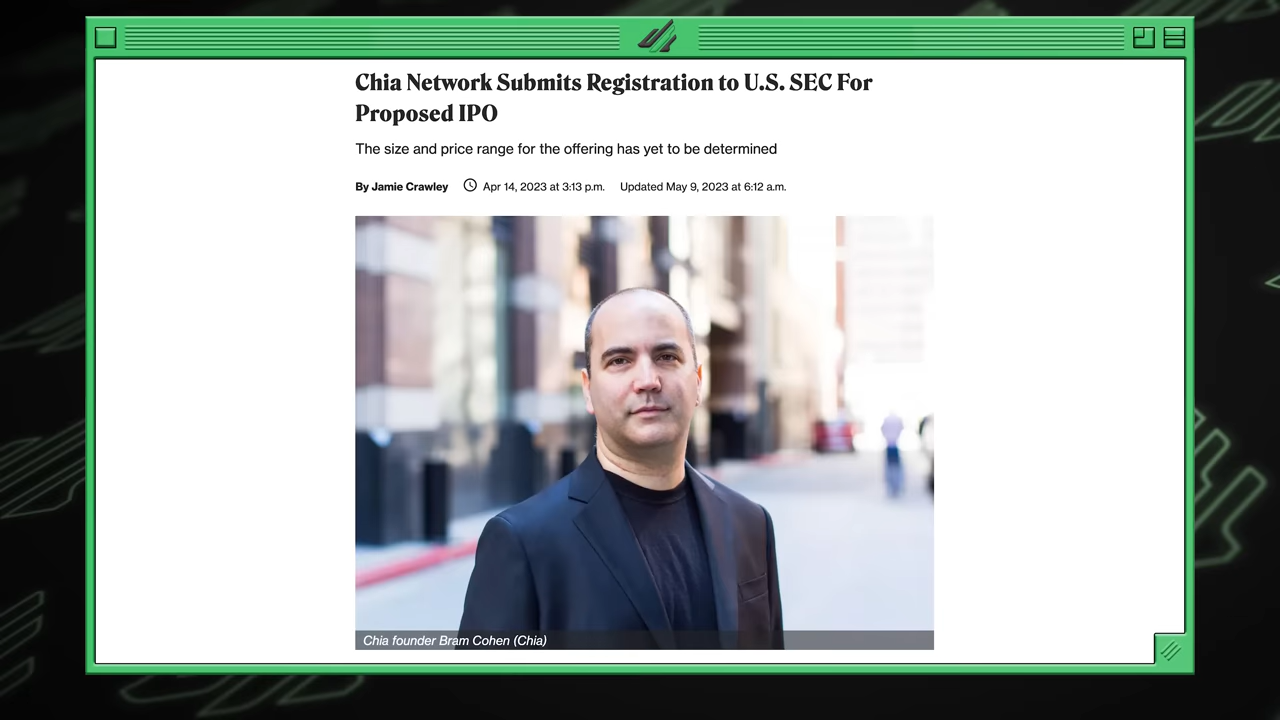 Chia Network Submits Registration to U.S. SEC For
Proposed IPO
The size and price range for the offering has yet to be determined
By Jamie Crawley Apr 14, 2023 at 3:13 p.m. Updated May 9, 2023 at 6:12 a.m.
Chia founder Bram Cohen (Chia)